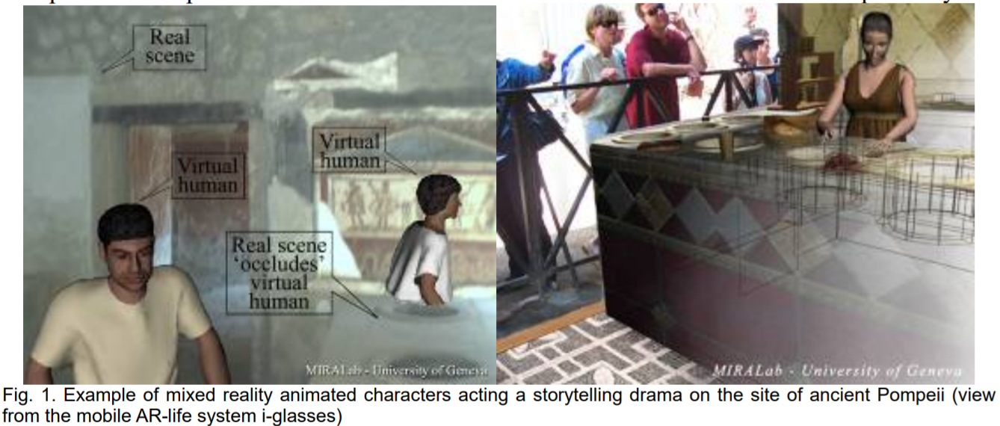 Real
scene
Virtual
human
Virtual
human
Real scene
‘occludes’
virtual
human
MIRALab - University of Geneva
MIRALab - University of Geneva
Fig. 1. Example of mixed reality animated characters acting a storytelling drama on the site of ancient Pompeii (view
from the mobile AR-life system i-glasses)